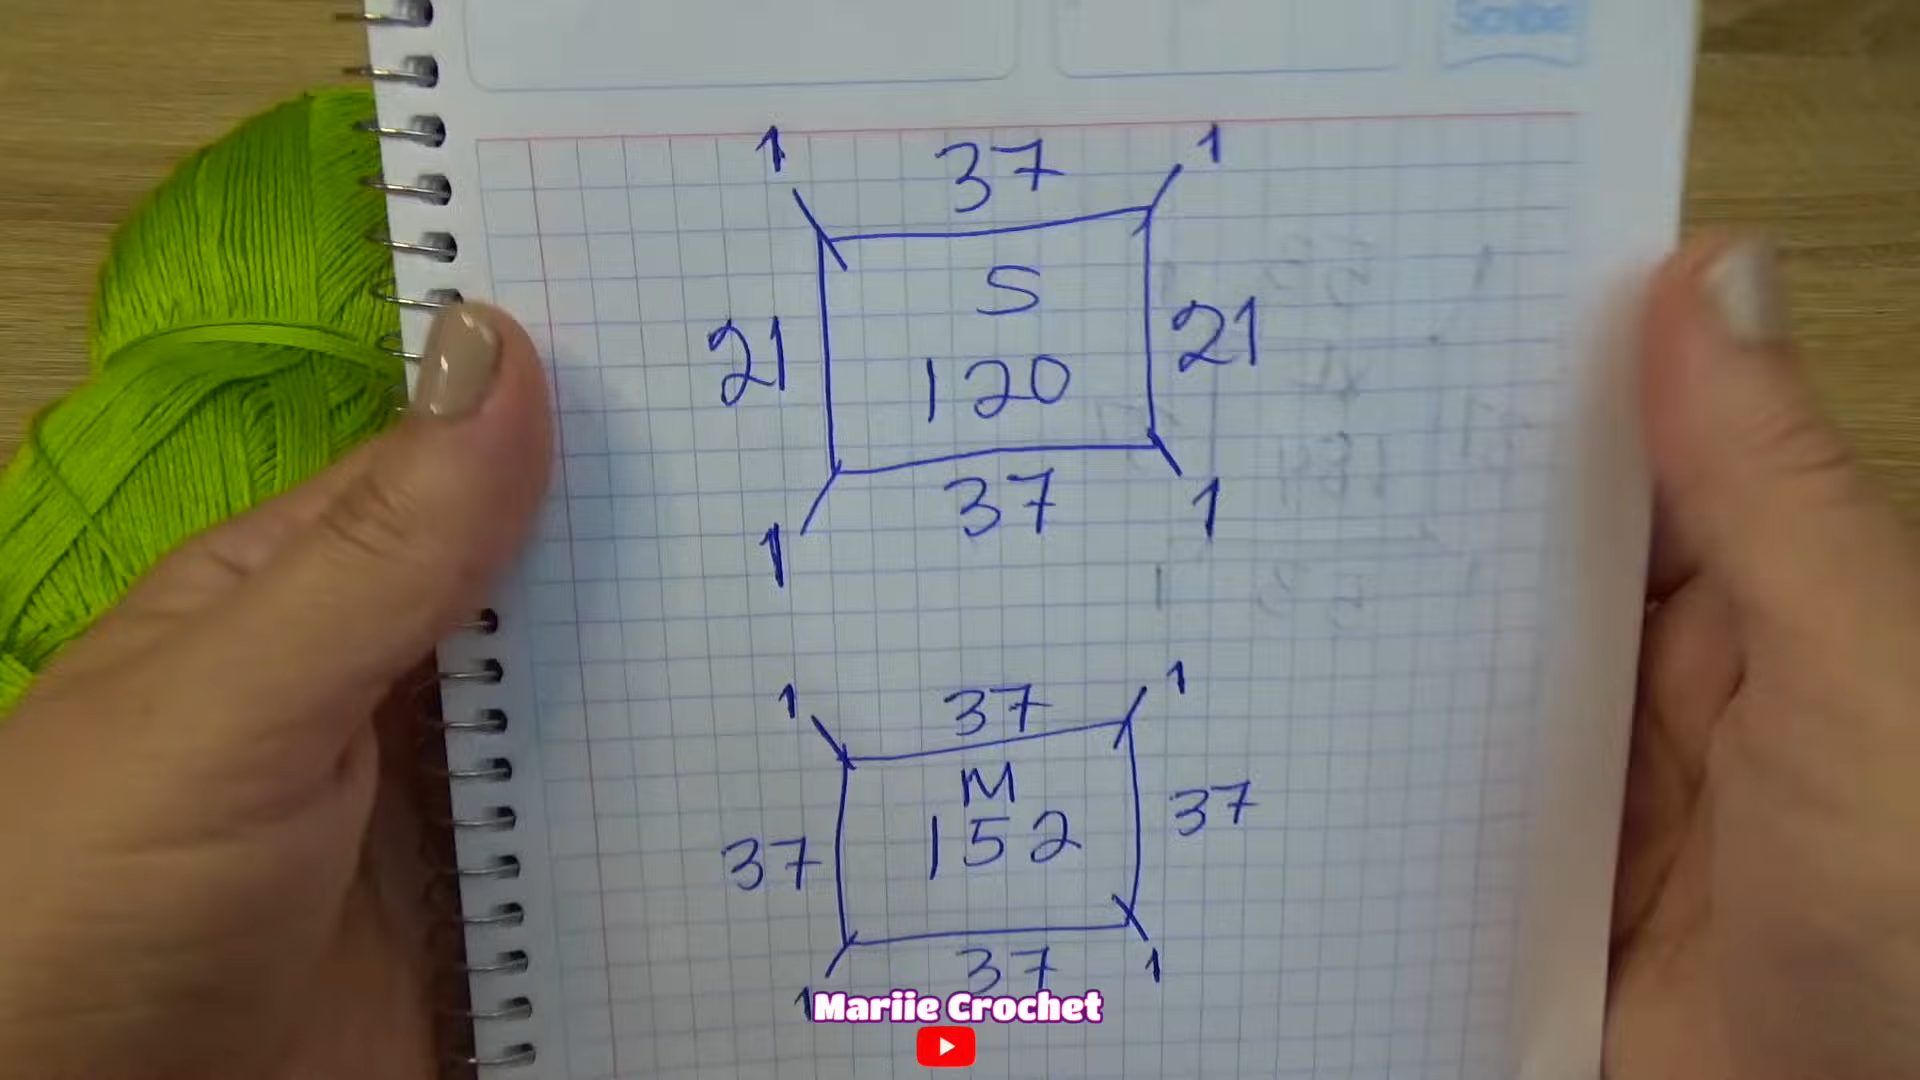 Scribe
1 37 1
S
21 120 21
37
1 1
1 37 1
M
37 152 37
37
1 1
Mariie Crochet